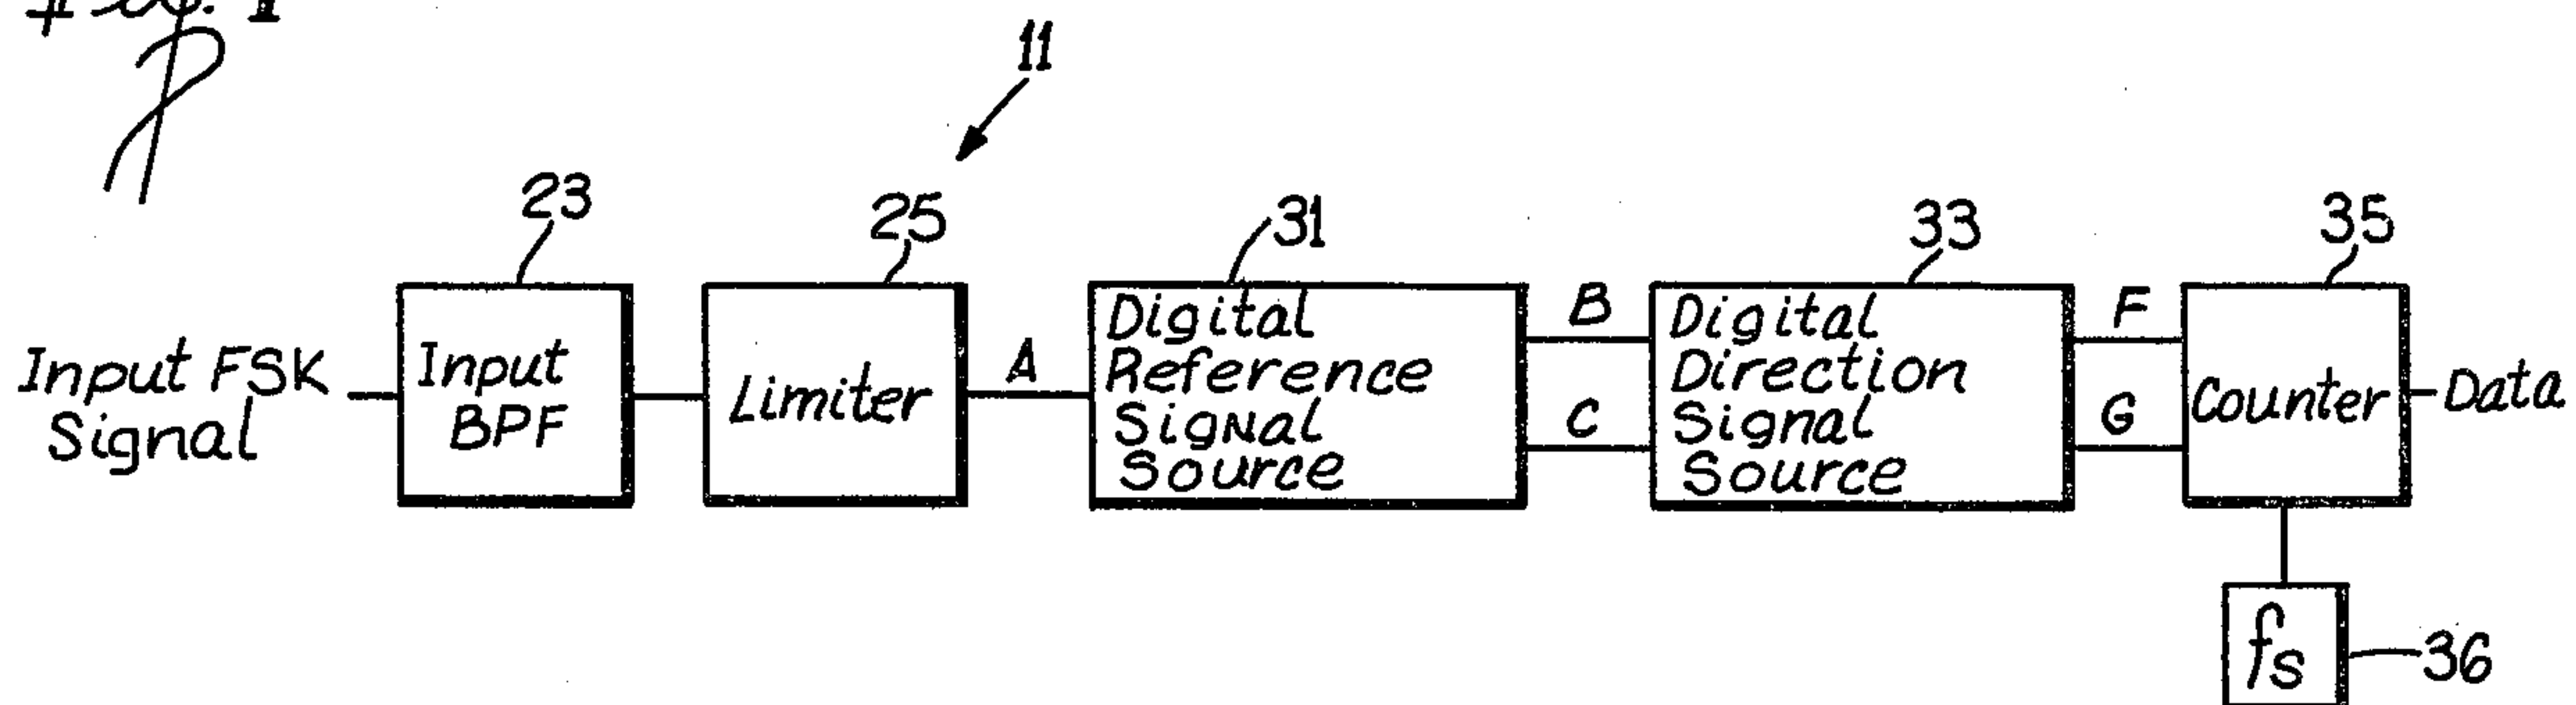 11
23
25
31
33
35
Input FSK
Signal
Input
BPF
Limiter
A
Digital
Reference
Signal
Source
B
C
Digital
Direction
Signal
Source
F
G
Counter
Data
fs
36